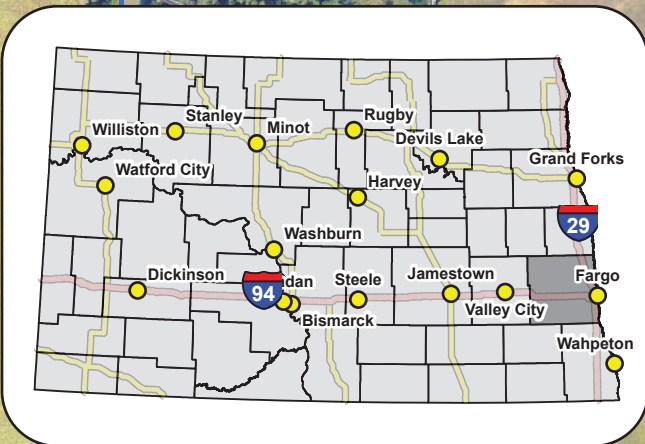 Stanley
Rugby
Williston
Minot
Devils Lake
Grand Forks
Watford City
Harvey
29
Washburn
Dickinson
94
dan
Steele
Jamestown
Fargo
Bismarck
Valley City
Wahpeton